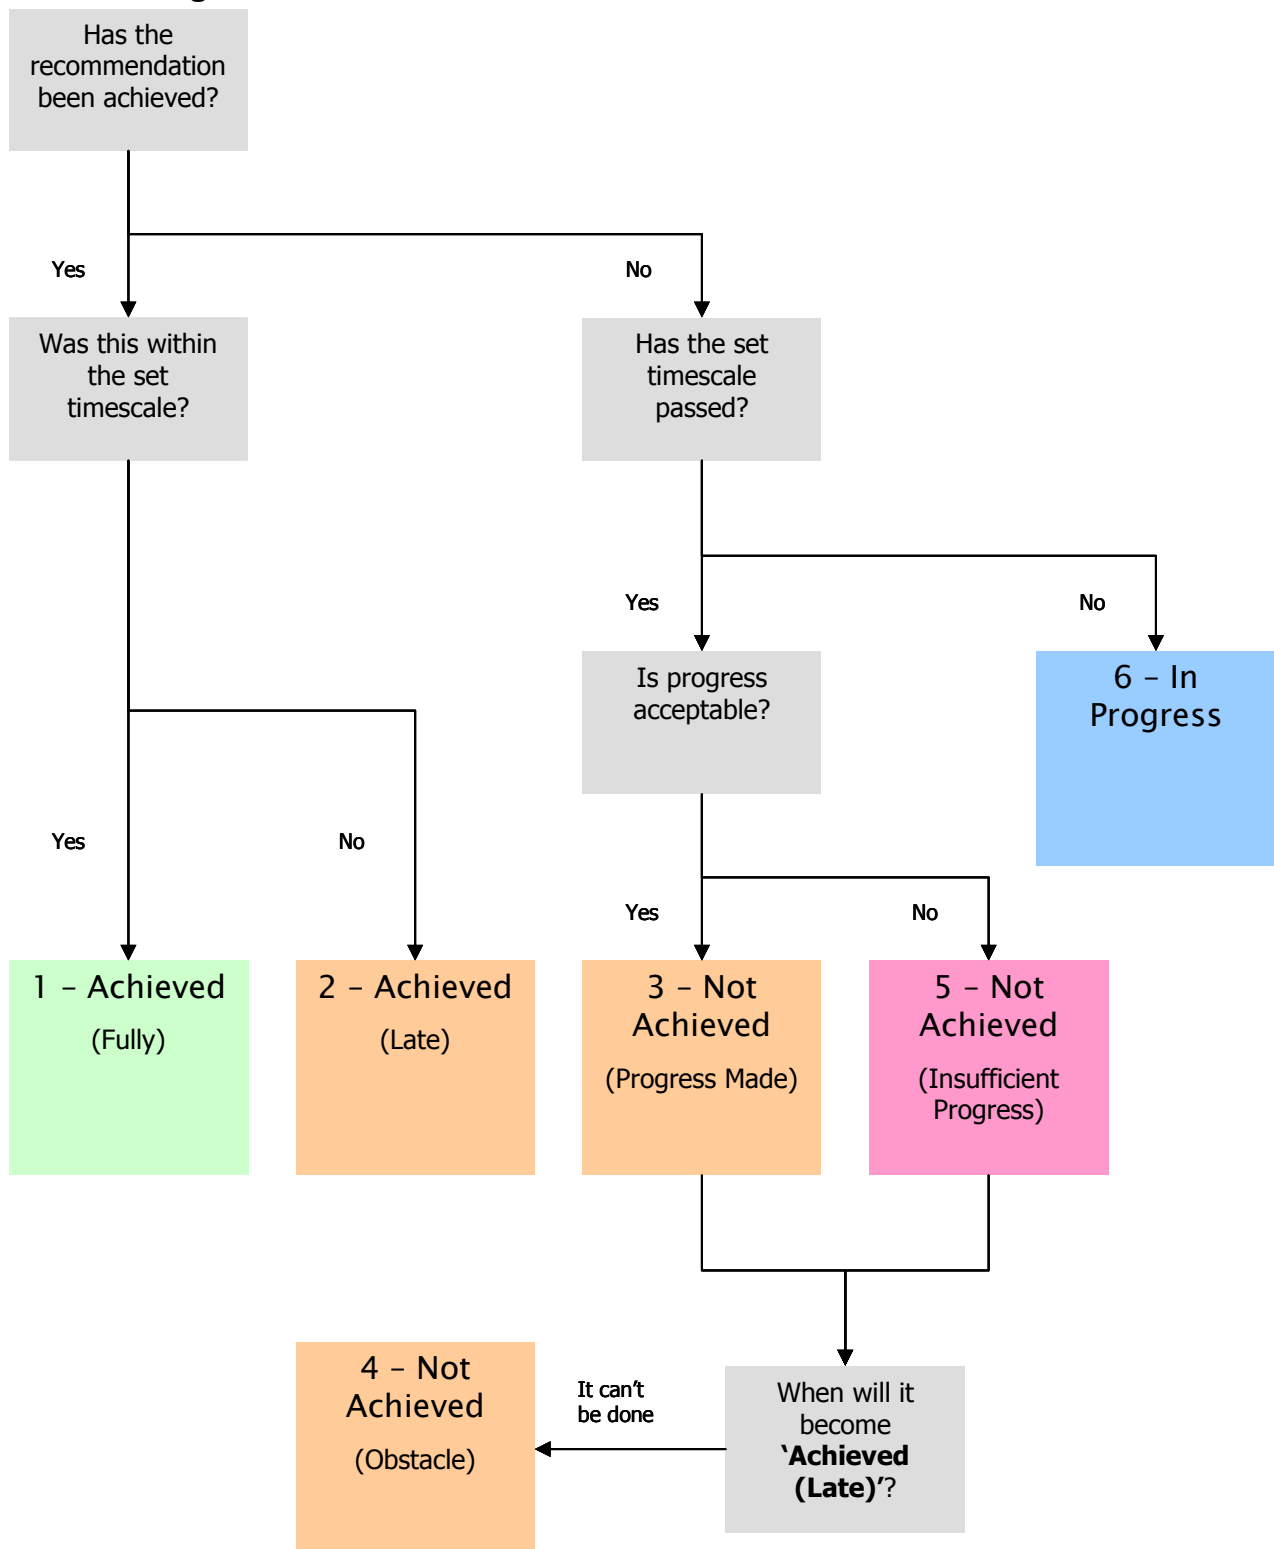 Has the
recommendation
been achieved?
Yes
No
Was this within
the set
timescale?
Has the set
timescale
passed?
Yes
No
Is progress
acceptable?
6 – In
Progress
Yes
No
Yes
No
1 – Achieved
(Fully)
2 – Achieved
(Late)
3 – Not
Achieved
(Progress Made)
5 – Not
Achieved
(Insufficient
Progress)
4 – Not
Achieved
(Obstacle)
It can't
be done
When will it
become
‘Achieved
(Late)’?